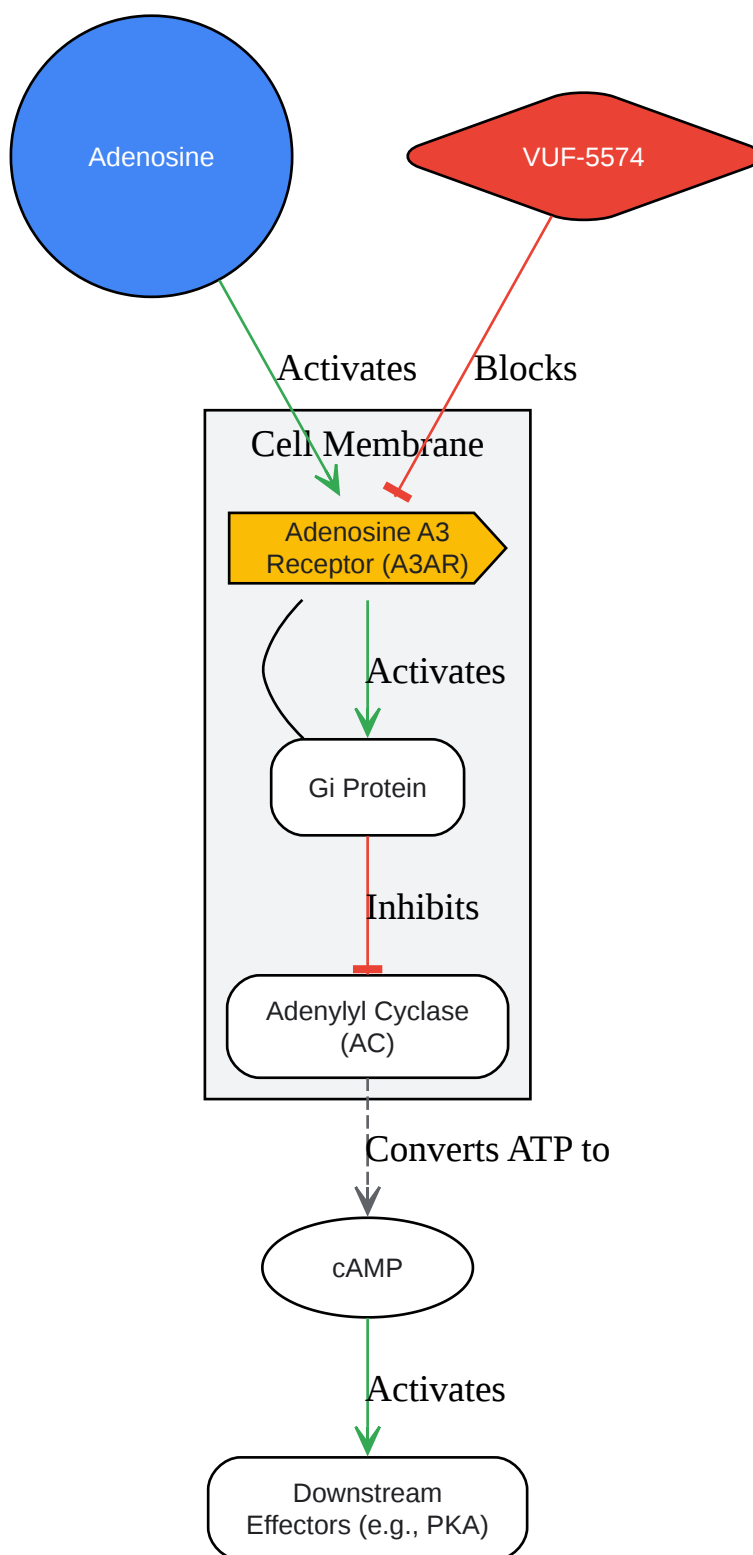 Adenosine
VUF-5574
Activates
Blocks
Cell Membrane
Adenosine A3
Receptor (A3AR)
Activates
Gi Protein
Inhibits
Adenylyl Cyclase
(AC)
Converts ATP to
cAMP
Activates
Downstream
Effectors (e.g., PKA)